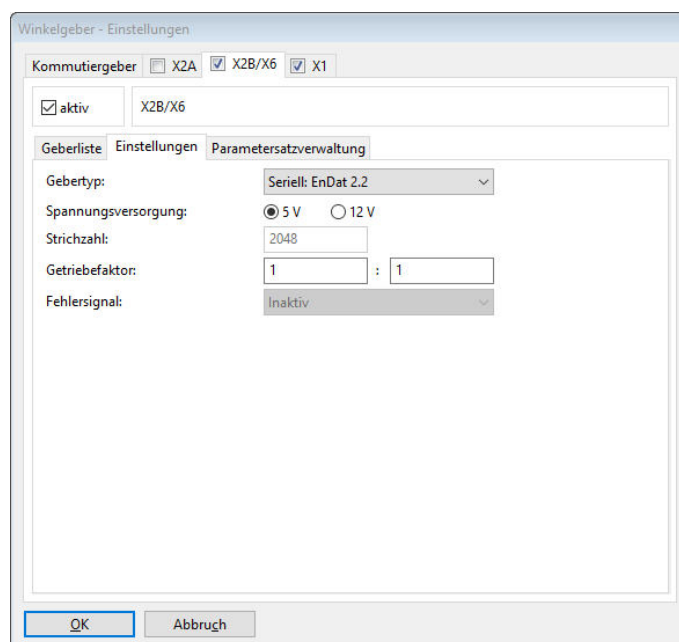 Winkelgeber - Einstellungen
Kommutiergeber X2A X2B/X6 X1
aktiv X2B/X6
Geberliste Einstellungen Parametersatzverwaltung
Gebertyp: Seriell: EnDat 2.2
Spannungsversorgung: 5 V 12 V
Strichzahl: 2048
Getriebefaktor: 1 : 1
Fehlersignal: Inaktiv
OK Abbruch